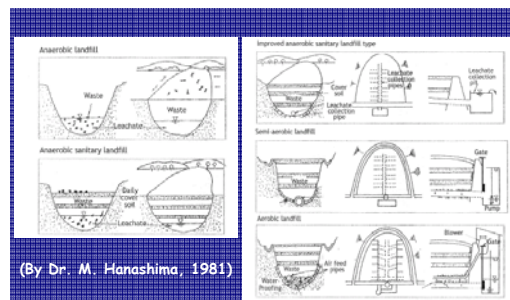 Anaerobic landfill
Waste
Waste
Leachate
Anaerobic sanitary landfill
Daily
cover
soil
Waste
Leachate
(By Dr. M. Hanashima, 1981)
Improved anaerobic sanitary landfill type
Waste
Cover
soil
Leachate
collection
pipe
Leachate
collection
pipes
Leachate
collection
pit
Semi-aerobic landfill
Waste
Gate
Pump
Aerobic landfill
Waste
Water
Proofing
Air feed
pipes
Blower
Gate